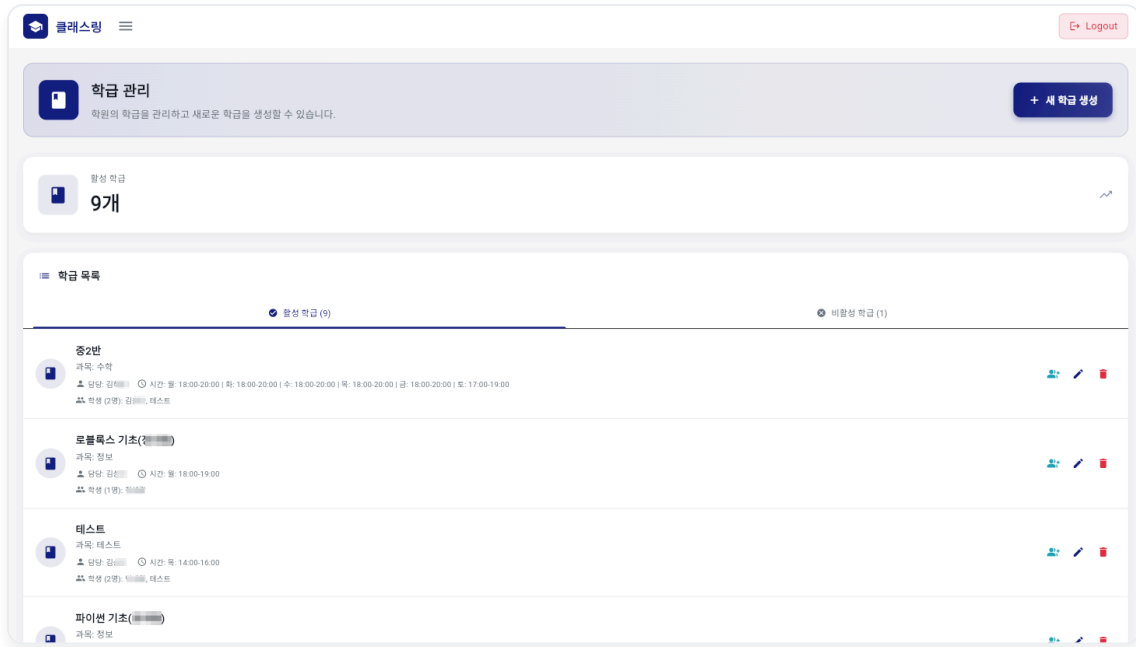 클래스링
Logout
학급 관리
학원의 학급을 관리하고 새로운 학급을 생성할 수 있습니다.
+ 새 학급 생성
활성 학급
9개
학급 목록
활성 학급 (9)
비활성 학급 (1)
중2반
과목: 수학
담당: 김 시간: 월: 18:00-20:00 | 화: 18:00-20:00 | 수: 18:00-20:00 | 목: 18:00-20:00 | 금: 18:00-20:00 | 토: 17:00-19:00
학생 (2명): 김, 테스트
로블록스 기초( )
과목: 정보
담당: 김 시간: 월: 18:00-19:00
학생 (1명):
테스트
과목: 테스트
담당: 김 시간: 목: 14:00-16:00
학생 (2명): , 테스트
파이썬 기초( )
과목: 정보